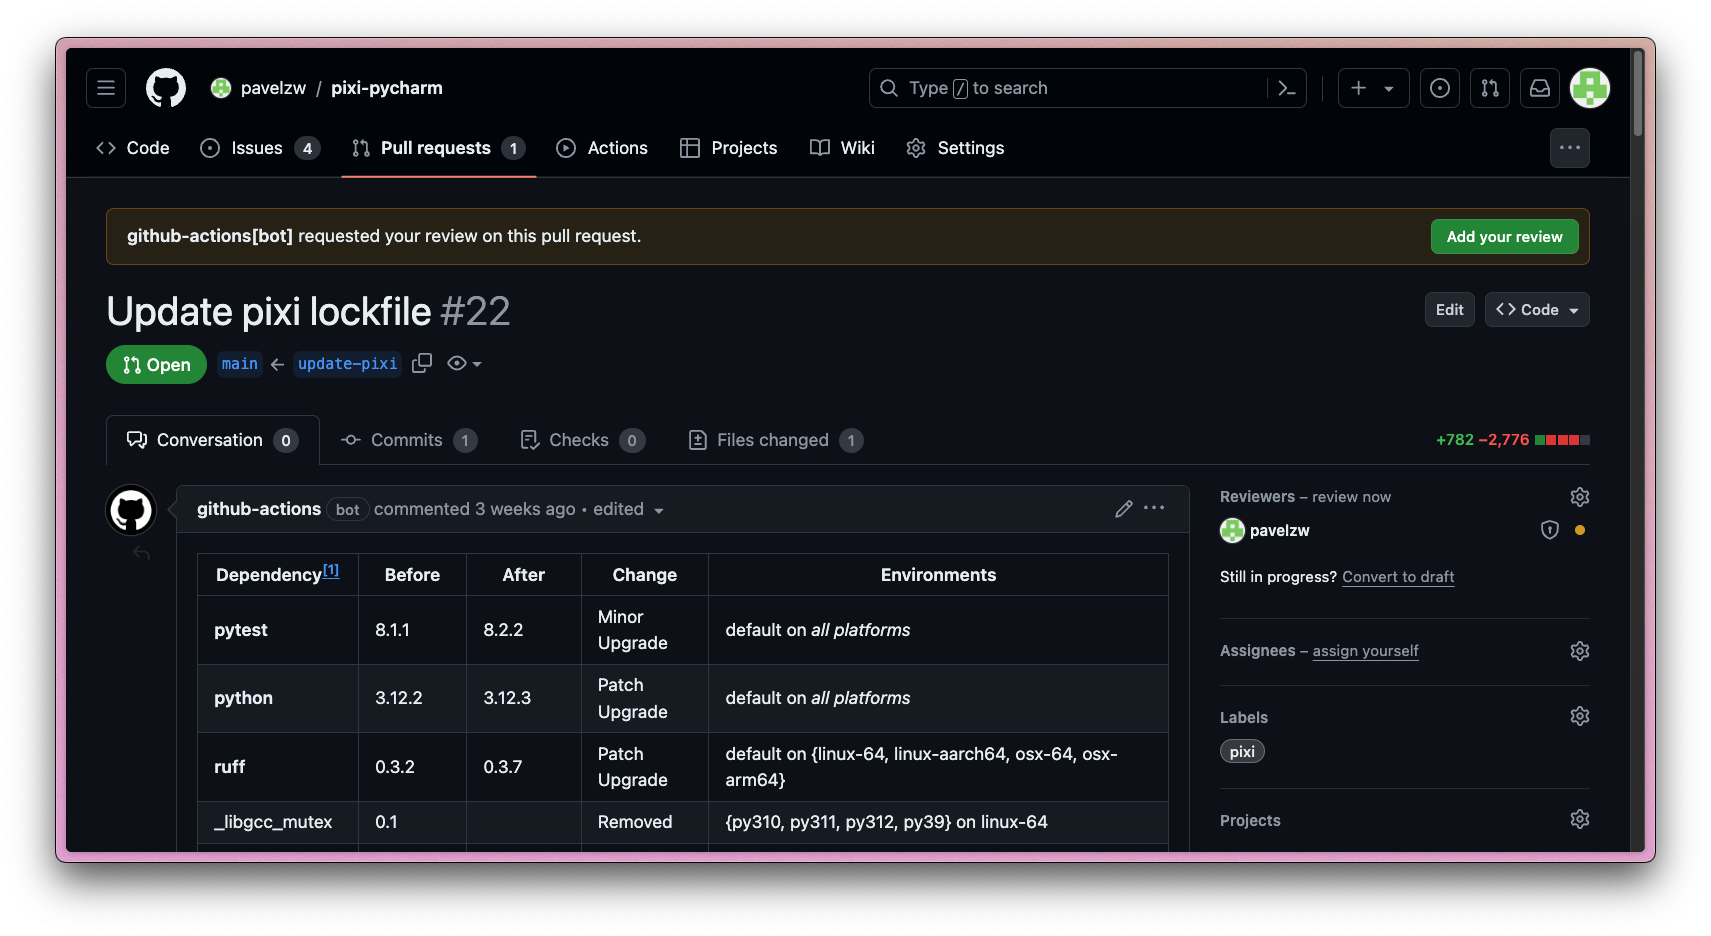 pavelzw / pixi-pycharm
Type / to search
Code
Issues 4
Pull requests 1
Actions
Projects
Wiki
Settings
github-actions[bot] requested your review on this pull request.
Add your review
Update pixi lockfile #22
Edit
Code
Open
main ← update-pixi
Conversation 0
Commits 1
Checks 0
Files changed 1
+782 −2,776
github-actions bot commented 3 weeks ago • edited
Dependency[1] Before After Change Environments
pytest 8.1.1 8.2.2 Minor
Upgrade
default on all platforms
python 3.12.2 3.12.3 Patch
Upgrade
default on all platforms
ruff 0.3.2 0.3.7 Patch
Upgrade
default on {linux-64, linux-aarch64, osx-64, osx-
arm64}
_libgcc_mutex 0.1 Removed {py310, py311, py312, py39} on linux-64
Reviewers – review now
pavelzw
Still in progress? Convert to draft
Assignees – assign yourself
Labels
pixi
Projects